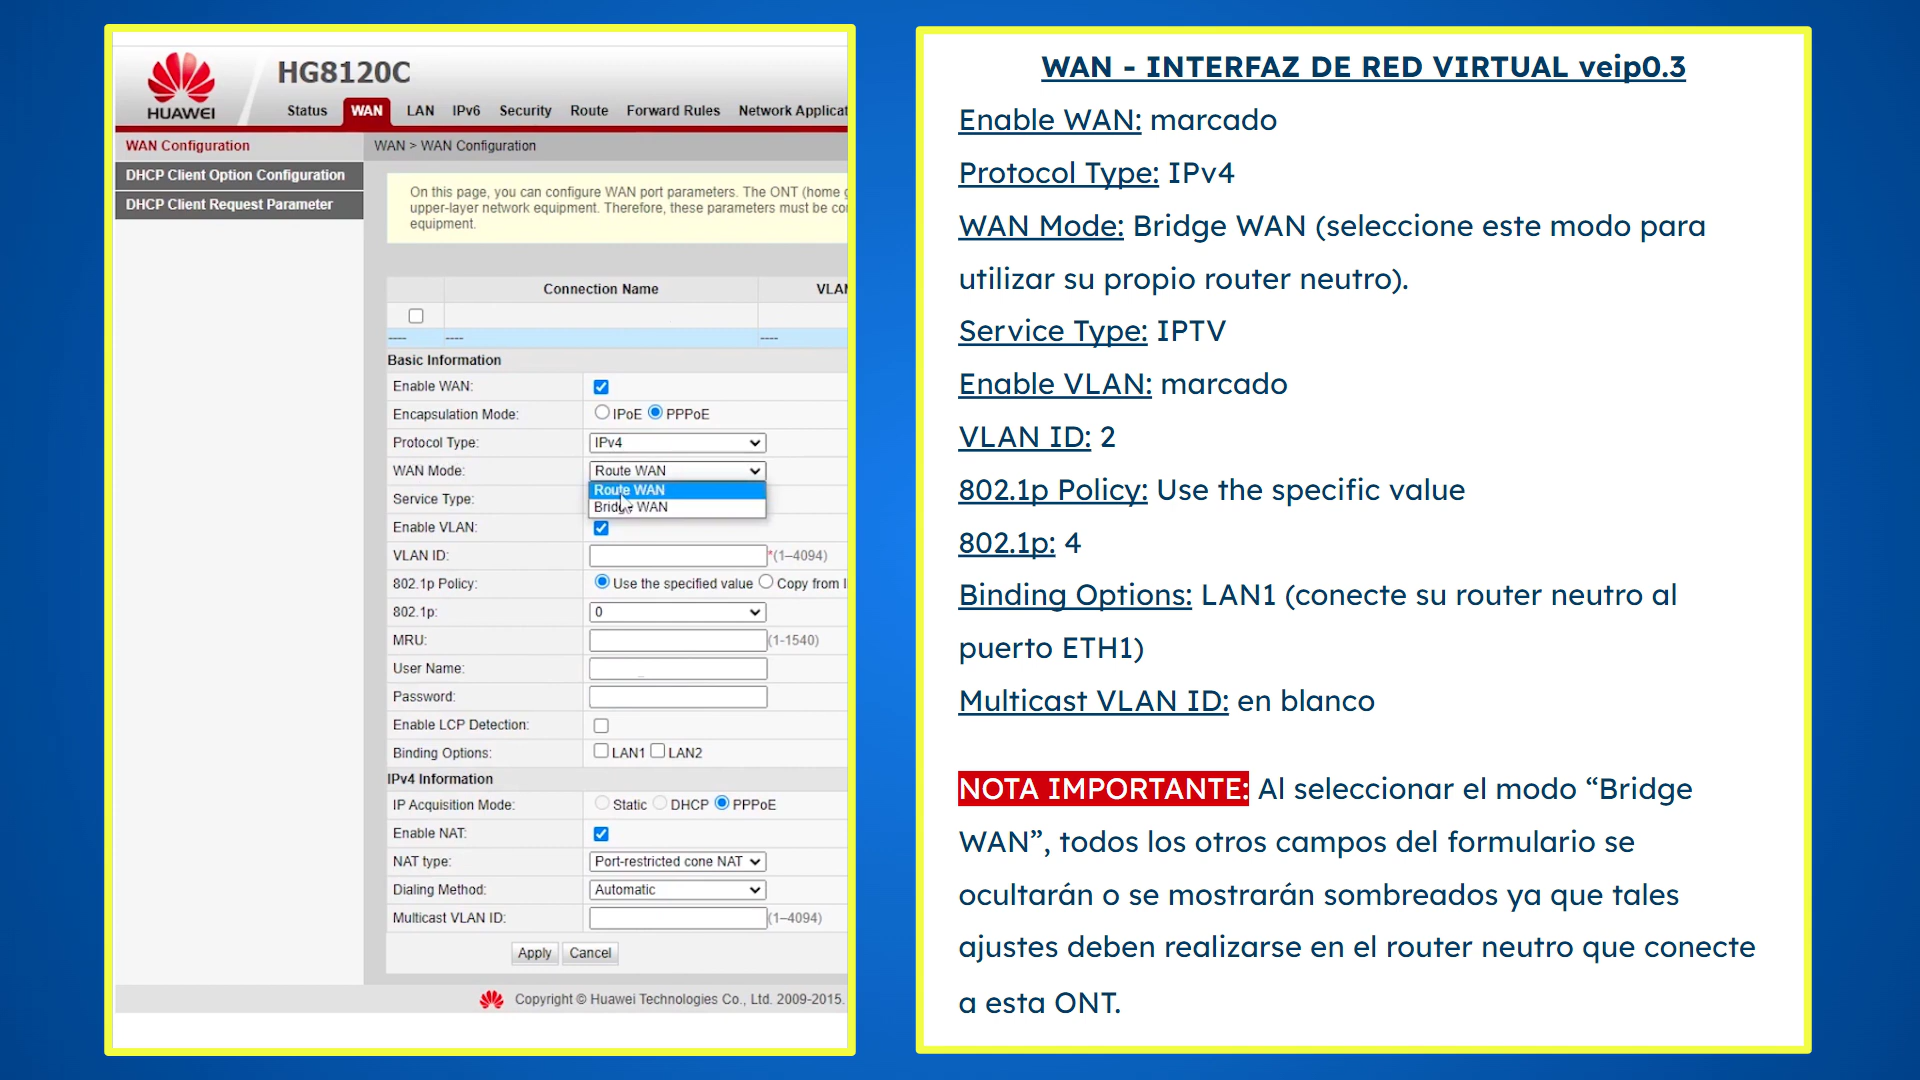 HUAWEI
HG8120C
Status WAN LAN IPv6 Security Route Forward Rules Network Applicat
WAN Configuration
DHCP Client Option Configuration
DHCP Client Request Parameter
WAN > WAN Configuration
On this page, you can configure WAN port parameters. The ONT (home g
upper-layer network equipment. Therefore, these parameters must be co
equipment.
Connection Name VLAN
---- ---- ----
Basic Information
Enable WAN:
Encapsulation Mode: IPoE PPPoE
Protocol Type: IPv4
WAN Mode: Route WAN
Route WAN
Service Type:
Bridge WAN
Enable VLAN:
VLAN ID: *(1–4094)
802.1p Policy: Use the specified value Copy from I
802.1p: 0
MRU: (1-1540)
User Name:
Password:
Enable LCP Detection:
Binding Options: LAN1 LAN2
IPv4 Information
IP Acquisition Mode: Static DHCP PPPoE
Enable NAT:
NAT type: Port-restricted cone NAT
Dialing Method: Automatic
Multicast VLAN ID: (1–4094)
Apply Cancel
Copyright © Huawei Technologies Co., Ltd. 2009-2015.
WAN - INTERFAZ DE RED VIRTUAL veip0.3
Enable WAN: marcado
Protocol Type: IPv4
WAN Mode: Bridge WAN (seleccione este modo para
utilizar su propio router neutro).
Service Type: IPTV
Enable VLAN: marcado
VLAN ID: 2
802.1p Policy: Use the specific value
802.1p: 4
Binding Options: LAN1 (conecte su router neutro al
puerto ETH1)
Multicast VLAN ID: en blanco
NOTA IMPORTANTE: Al seleccionar el modo “Bridge
WAN”, todos los otros campos del formulario se
ocultarán o se mostrarán sombreados ya que tales
ajustes deben realizarse en el router neutro que conecte
a esta ONT.